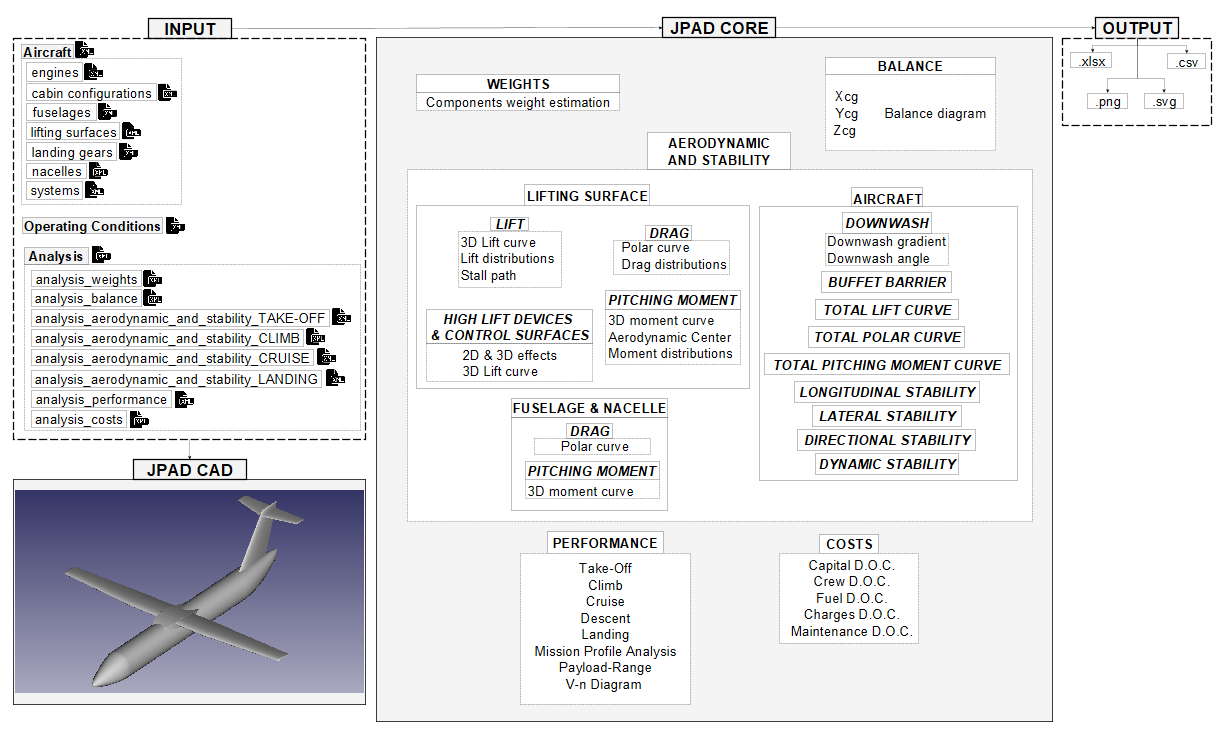 INPUT
Aircraft
engines
cabin configurations
fuselages
lifting surfaces
landing gears
nacelles
systems
Operating Conditions
Analysis
analysis_weights
analysis_balance
analysis_aerodynamic_and_stability_TAKE-OFF
analysis_aerodynamic_and_stability_CLIMB
analysis_aerodynamic_and_stability_CRUISE
analysis_aerodynamic_and_stability_LANDING
analysis_performance
analysis_costs
JPAD CAD
JPAD CORE
WEIGHTS
Components weight estimation
BALANCE
Xcg
Ycg
Zcg
Balance diagram
AERODYNAMIC
AND STABILITY
LIFTING SURFACE
LIFT
3D Lift curve
Lift distributions
Stall path
DRAG
Polar curve
Drag distributions
HIGH LIFT DEVICES
& CONTROL SURFACES
2D & 3D effects
3D Lift curve
PITCHING MOMENT
3D moment curve
Aerodynamic Center
Moment distributions
FUSELAGE & NACELLE
DRAG
Polar curve
PITCHING MOMENT
3D moment curve
AIRCRAFT
DOWNWASH
Downwash gradient
Downwash angle
BUFFET BARRIER
TOTAL LIFT CURVE
TOTAL POLAR CURVE
TOTAL PITCHING MOMENT CURVE
LONGITUDINAL STABILITY
LATERAL STABILITY
DIRECTIONAL STABILITY
DYNAMIC STABILITY
PERFORMANCE
Take-Off
Climb
Cruise
Descent
Landing
Mission Profile Analysis
Payload-Range
V-n Diagram
COSTS
Capital D.O.C.
Crew D.O.C.
Fuel D.O.C.
Charges D.O.C.
Maintenance D.O.C.
OUTPUT
.xlsx
.csv
.png
.svg